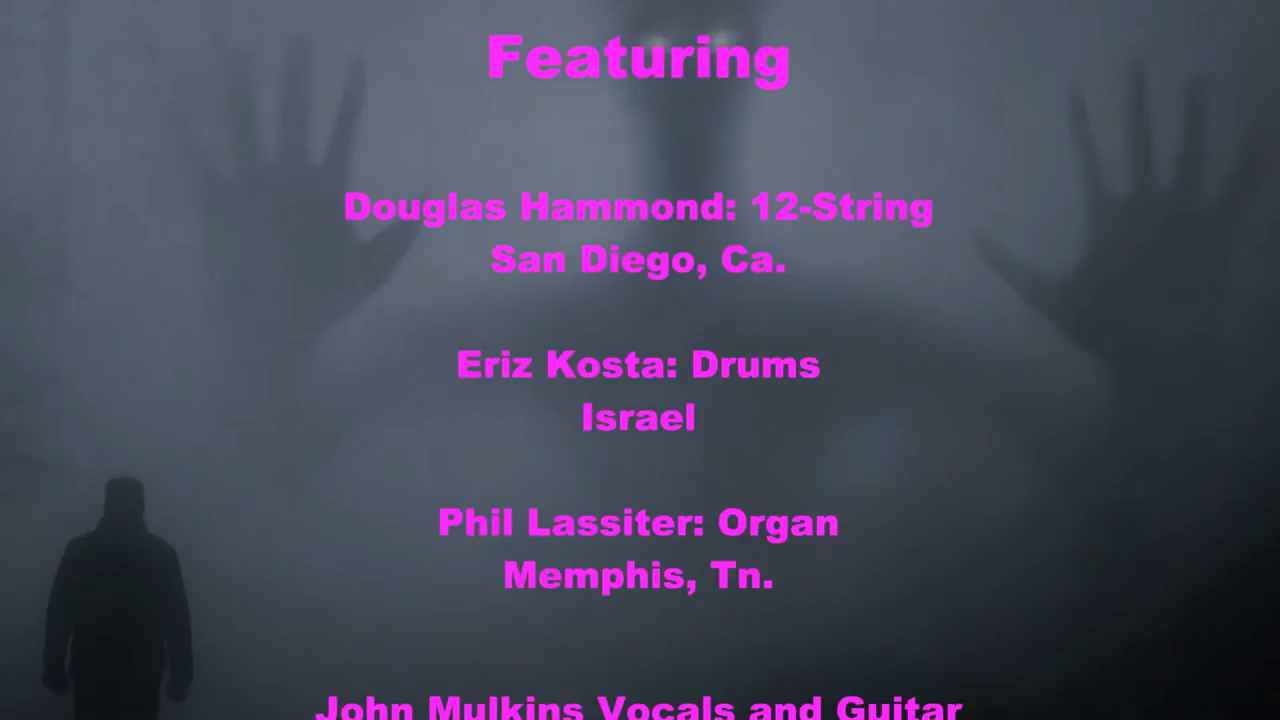 Featuring
Douglas Hammond: 12-String
San Diego, Ca.
Eriz Kosta: Drums
Israel
Phil Lassiter: Organ
Memphis, Tn.
John Mulkins Vocals and Guitar